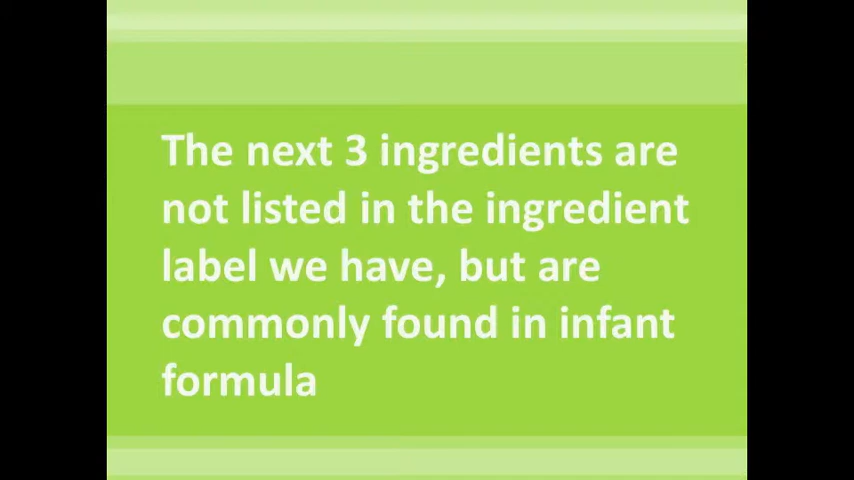 The next 3 ingredients are
not listed in the ingredient
label we have, but are
commonly found in infant
formula